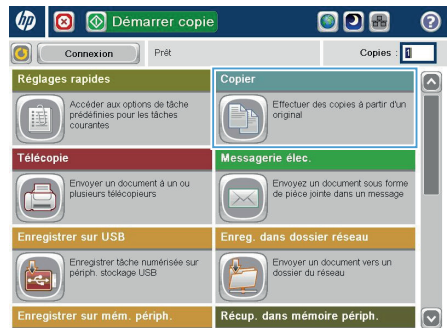 hp
Démarrer copie
?
Connexion
Prêt
Copies : 1
Réglages rapides
Accéder aux options de tâche
prédéfinies pour les tâches
courantes
Copier
Effectuer des copies à partir d'un
original
Télécopie
Envoyer un document à un ou
plusieurs télécopieurs
Messagerie élec.
Envoyez un document sous forme
de pièce jointe dans un message
Enregistrer sur USB
Enregistrer tâche numérisée sur
périph. stockage USB
Enreg. dans dossier réseau
Envoyer un document vers un
dossier du réseau
Enregistrer sur mém. périph.
Récup. dans mémoire périph.